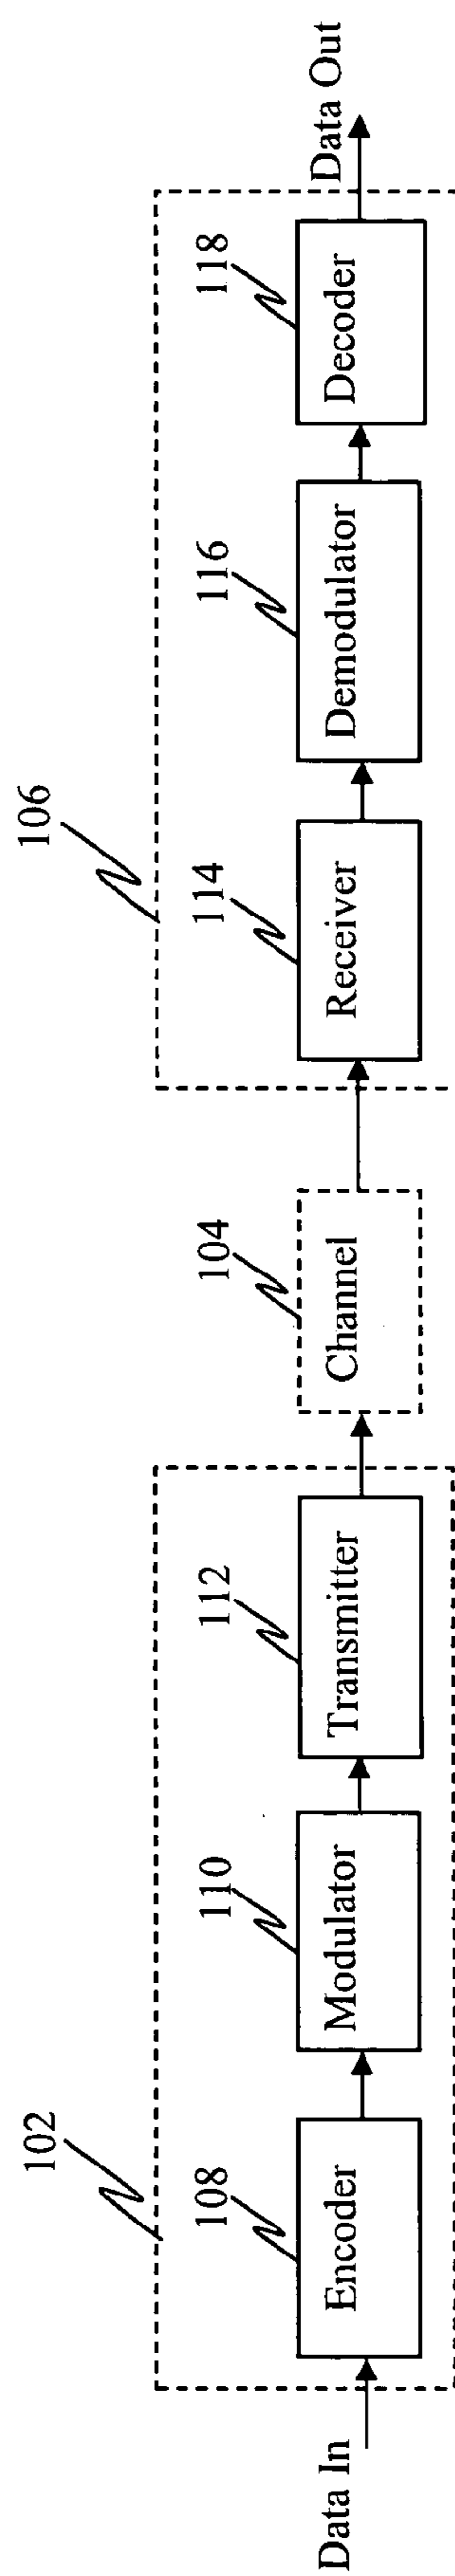 102
106
108
110
112
104
114
116
118
Data In
Encoder
Modulator
Transmitter
Channel
Receiver
Demodulator
Decoder
Data Out